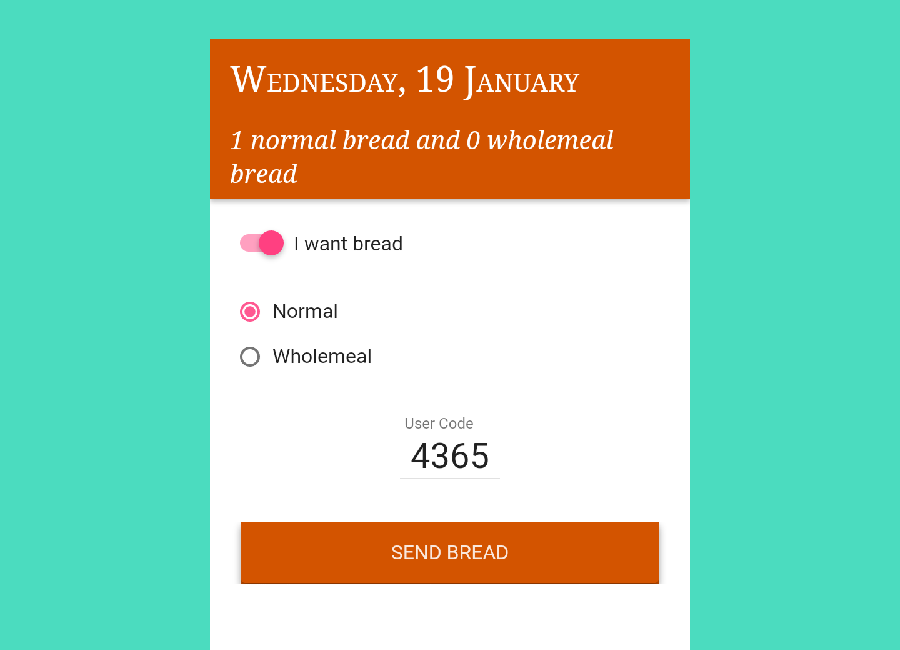 Wednesday, 19 January
1 normal bread and 0 wholemeal
bread
I want bread
Normal
Wholemeal
User Code
4365
SEND BREAD